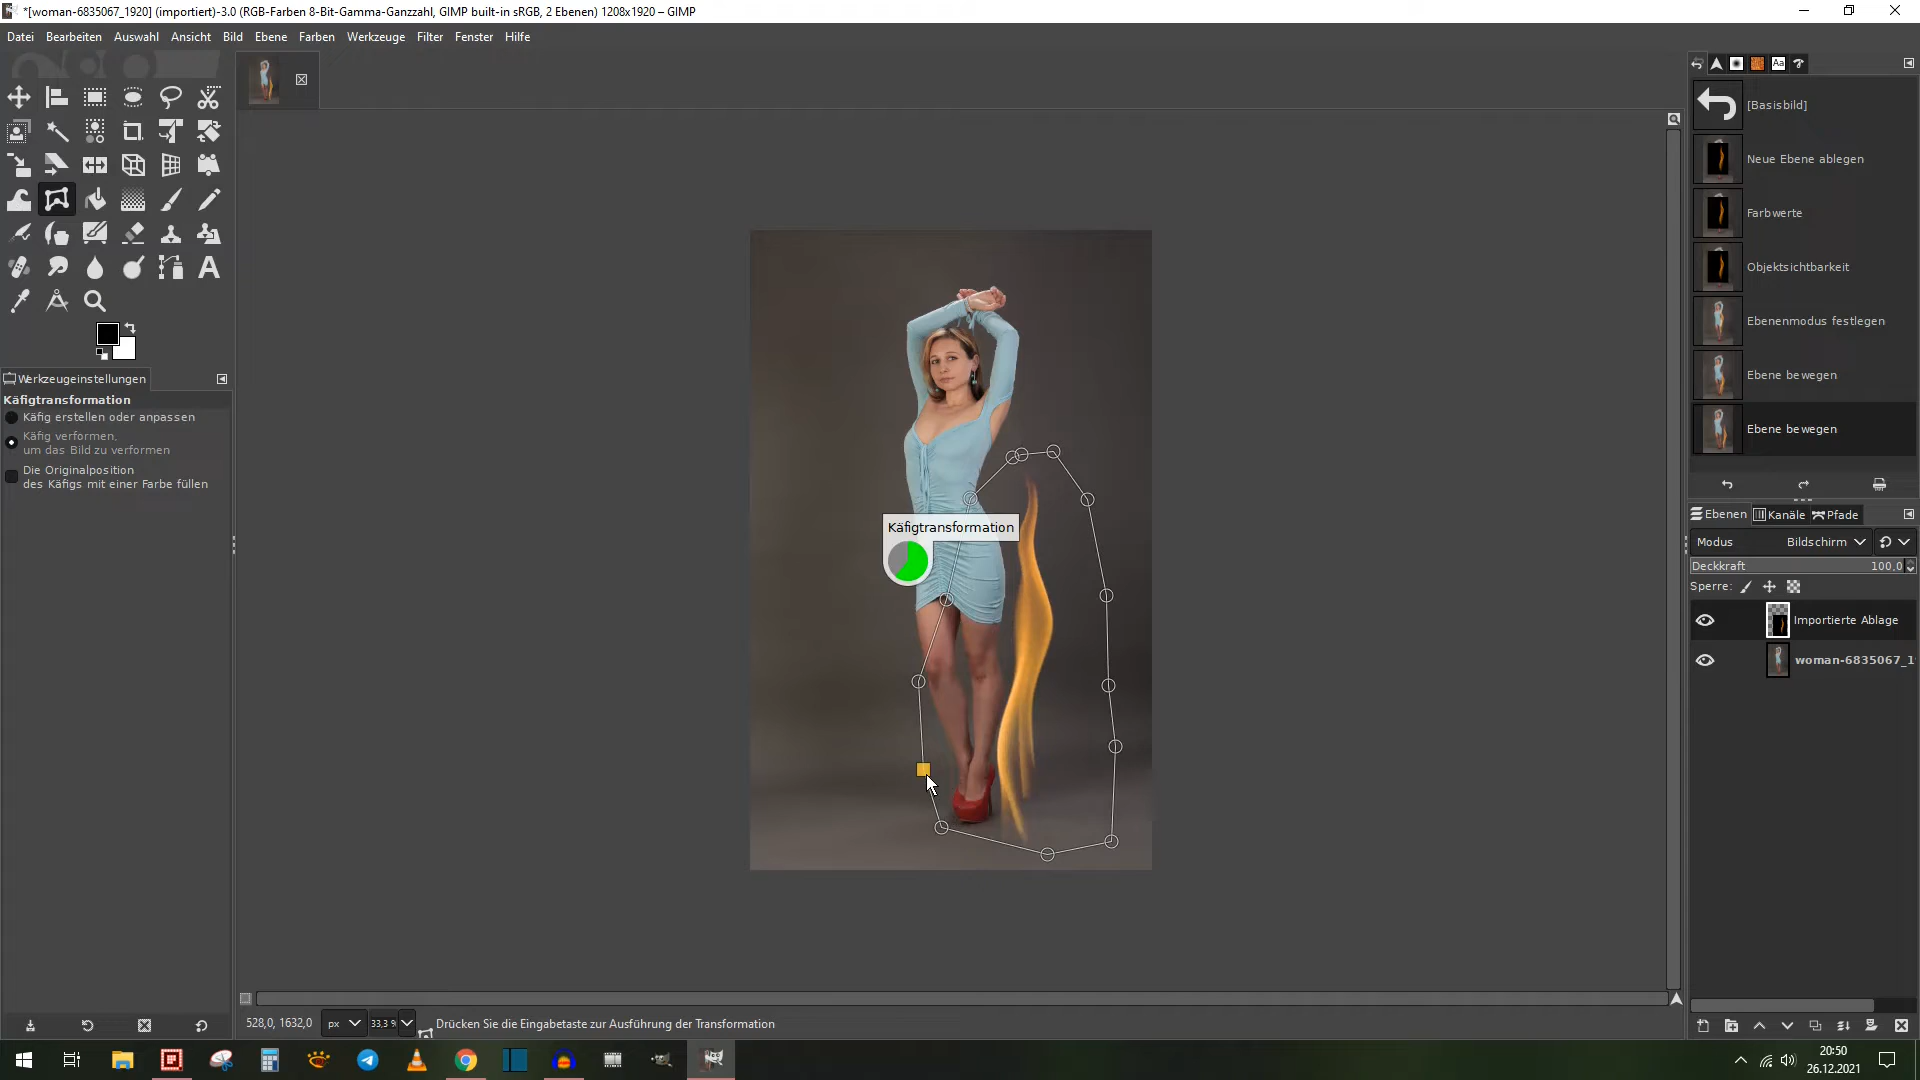 *[woman-6835067_1920] (importiert)-3.0 (RGB-Farben 8-Bit-Gamma-Ganzzahl, GIMP built-in sRGB, 2 Ebenen) 1208x1920 – GIMP
Datei Bearbeiten Auswahl Ansicht Bild Ebene Farben Werkzeuge Filter Fenster Hilfe
Aa
[Basisbild]
Neue Ebene ablegen
Farbwerte
Objektsichtbarkeit
Ebenenmodus festlegen
Ebene bewegen
Ebene bewegen
Werkzeugeinstellungen
Käfigtransformation
Käfig erstellen oder anpassen
Käfig verformen,
um das Bild zu verformen
Die Originalposition
des Käfigs mit einer Farbe füllen
Käfigtransformation
Ebenen Kanäle Pfade
Modus Bildschirm
Deckkraft 100,0
Sperre:
Importierte Ablage
woman-6835067_1
528,0, 1632,0 px 33,3 % Drücken Sie die Eingabetaste zur Ausführung der Transformation
20:50
26.12.2021